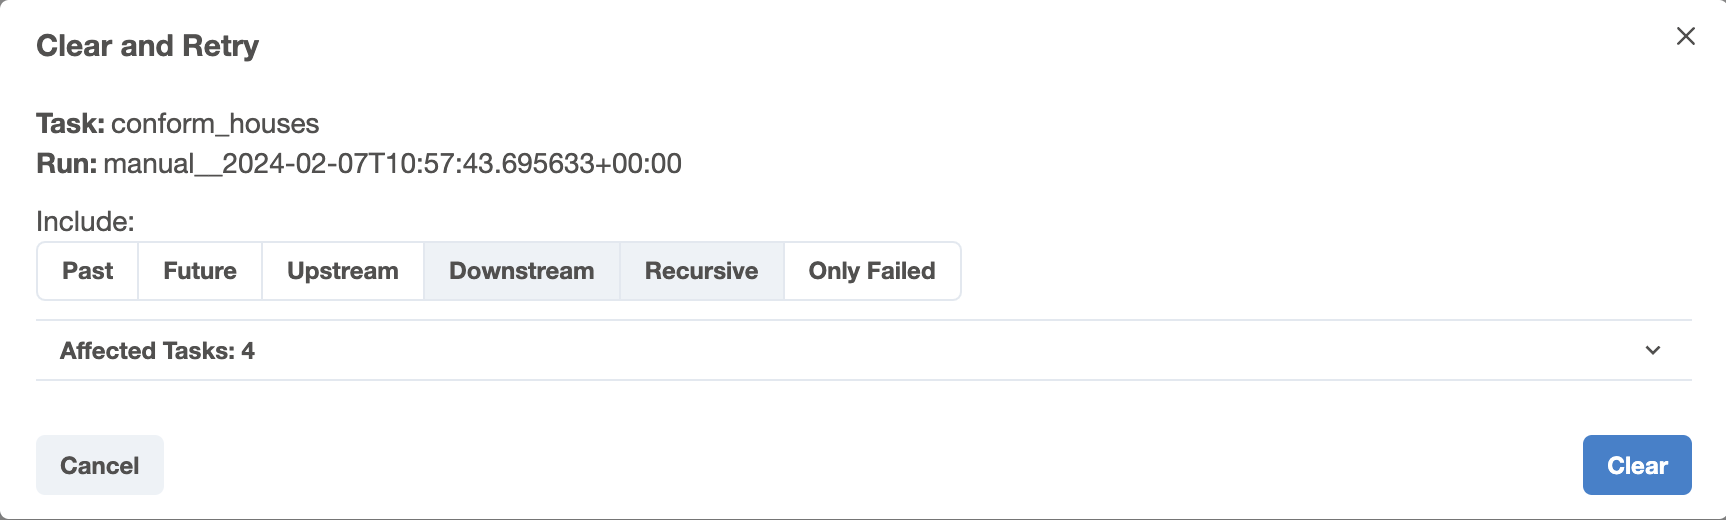 Clear and Retry
Task: conform_houses
Run: manual__2024-02-07T10:57:43.695633+00:00
Include:
Past Future Upstream Downstream Recursive Only Failed
Affected Tasks: 4
Cancel Clear